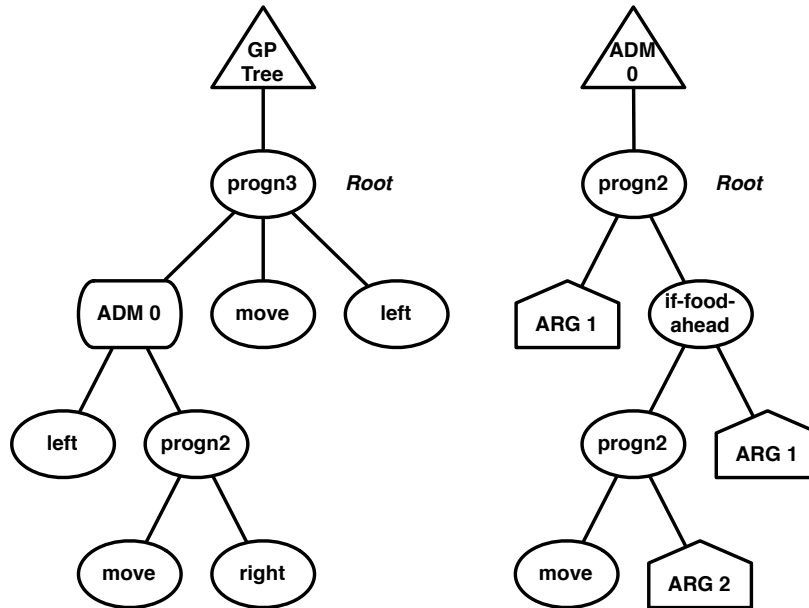 GP
Tree
progn3
Root
ADM 0
move
left
left
progn2
move
right
ADM
0
progn2
Root
ARG 1
if-food-
ahead
progn2
ARG 1
move
ARG 2